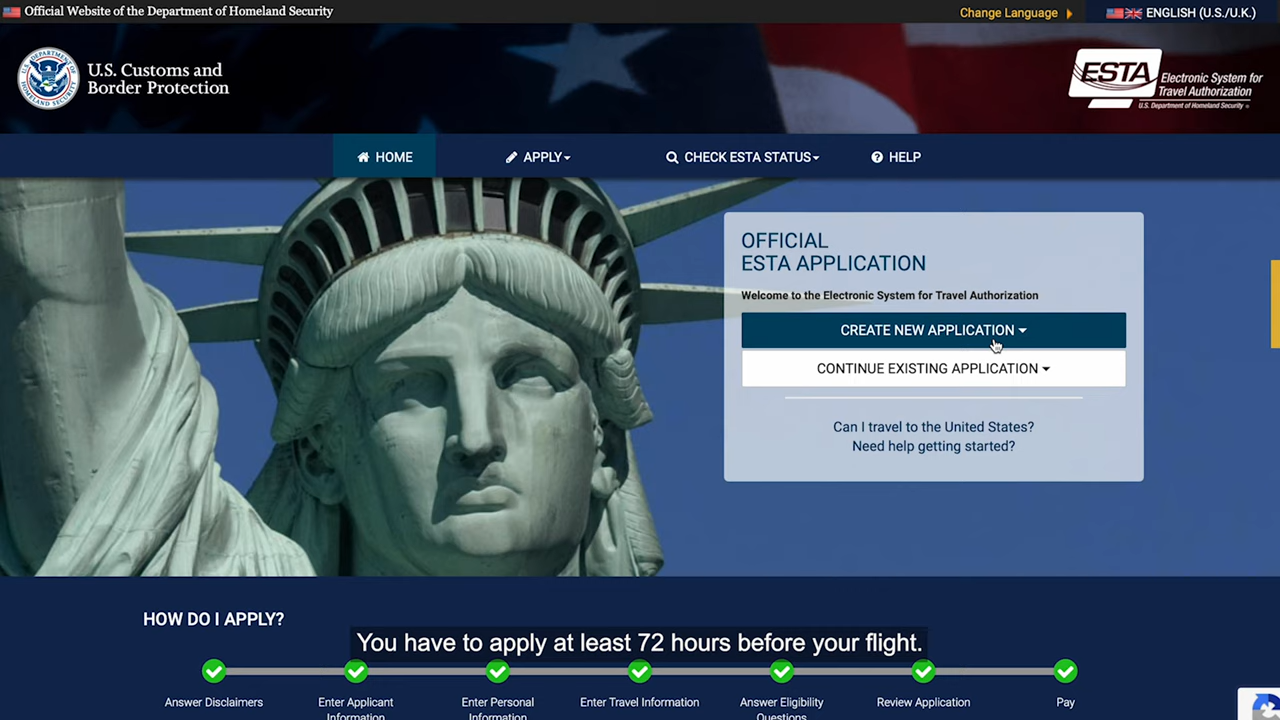 Official Website of the Department of Homeland Security
Change Language
ENGLISH (U.S./U.K.)
U.S. Customs and
Border Protection
ESTA
Electronic System for
Travel Authorization
U.S. Department of Homeland Security
HOME
APPLY
CHECK ESTA STATUS
HELP
OFFICIAL
ESTA APPLICATION
Welcome to the Electronic System for Travel Authorization
CREATE NEW APPLICATION
CONTINUE EXISTING APPLICATION
Can I travel to the United States?
Need help getting started?
HOW DO I APPLY?
You have to apply at least 72 hours before your flight.
Answer Disclaimers
Enter Applicant
Information
Enter Personal
Information
Enter Travel Information
Answer Eligibility
Questions
Review Application
Pay